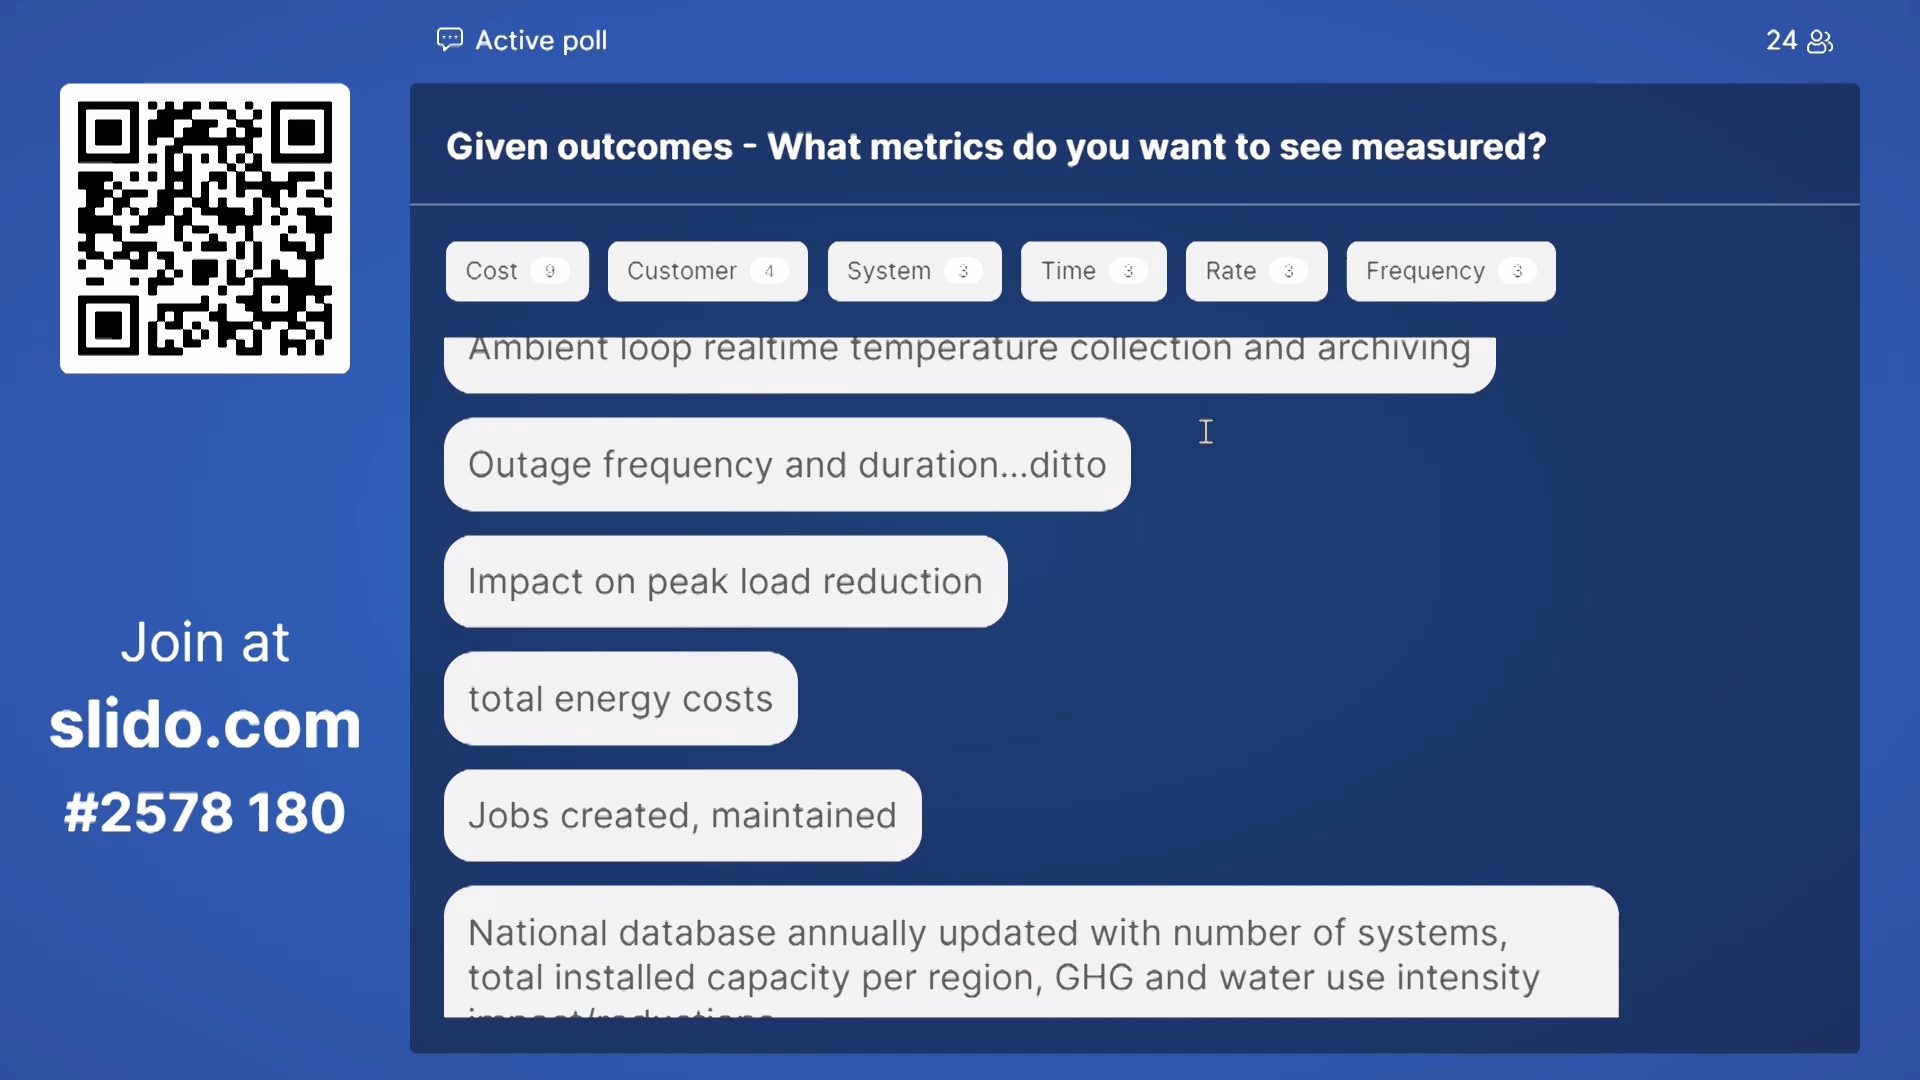 Active poll
24
Given outcomes - What metrics do you want to see measured?
Cost 9
Customer 4
System 3
Time 3
Rate 3
Frequency 3
Ambient loop realtime temperature collection and archiving
Outage frequency and duration...ditto
Impact on peak load reduction
total energy costs
Jobs created, maintained
National database annually updated with number of systems,
total installed capacity per region, GHG and water use intensity
impact/reductions
Join at
slido.com
#2578 180